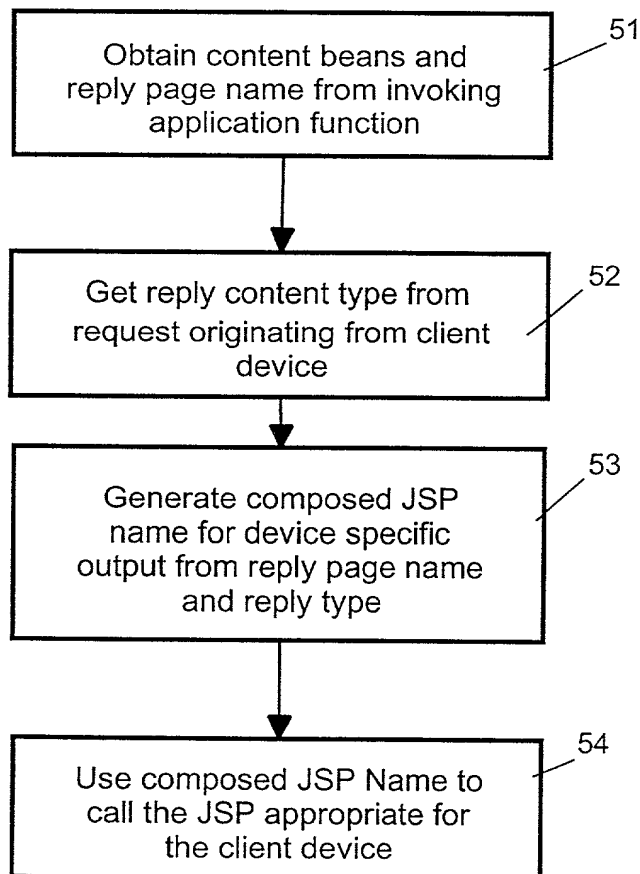 51
Obtain content beans and
reply page name from invoking
application function
52
Get reply content type from
request originating from client
device
53
Generate composed JSP
name for device specific
output from reply page name
and reply type
54
Use composed JSP Name to
call the JSP appropriate for
the client device